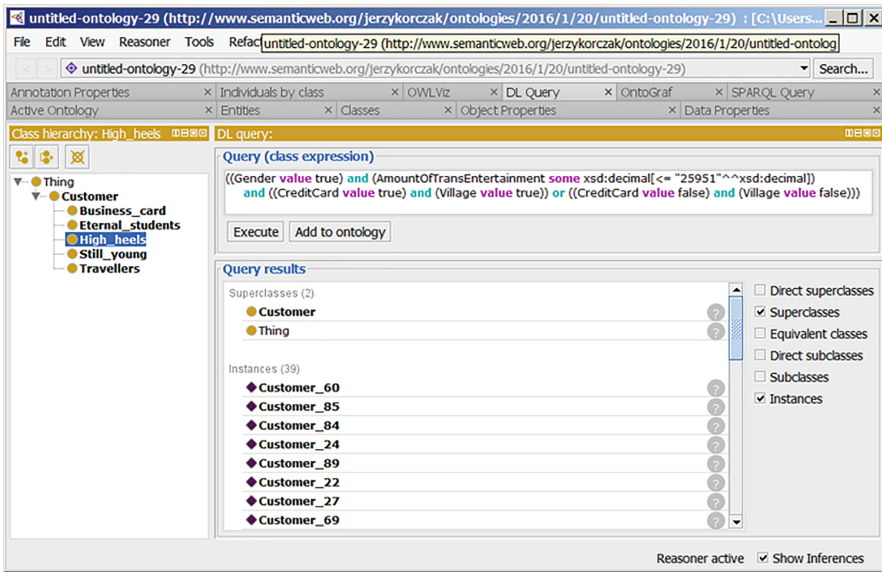 untitled-ontology-29 (http://www.semanticweb.org/jerzykorczak/ontologies/2016/1/20/untitled-ontology-29) : [C:\Users...
File Edit View Reasoner Tools Refac
untitled-ontology-29 (http://www.semanticweb.org/jerzykorczak/ontologies/2016/1/20/untitled-ontolog
untitled-ontology-29 (http://www.semanticweb.org/jerzykorczak/ontologies/2016/1/20/untitled-ontology-29)
Search...
Annotation Properties × Individuals by class × OWLViz × DL Query × OntoGraf × SPARQL Query ×
Active Ontology × Entities × Classes × Object Properties × Data Properties ×
Class hierarchy: High_heels
DL query:
Thing
Customer
Business_card
Eternal_students
High_heels
Still_young
Travellers
Query (class expression)
((Gender value true) and (AmountOfTransEntertainment some xsd:decimal[<= "25951"^^xsd:decimal])
and ((CreditCard value true) and (Village value true)) or ((CreditCard value false) and (Village value false)))
Execute Add to ontology
Query results
Superclasses (2)
Customer ?
Thing ?
Instances (39)
Customer_60 ?
Customer_85 ?
Customer_84 ?
Customer_24 ?
Customer_89 ?
Customer_22 ?
Customer_27 ?
Customer_69 ?
Direct superclasses
Superclasses
Equivalent classes
Direct subclasses
Subclasses
Instances
Reasoner active Show Inferences